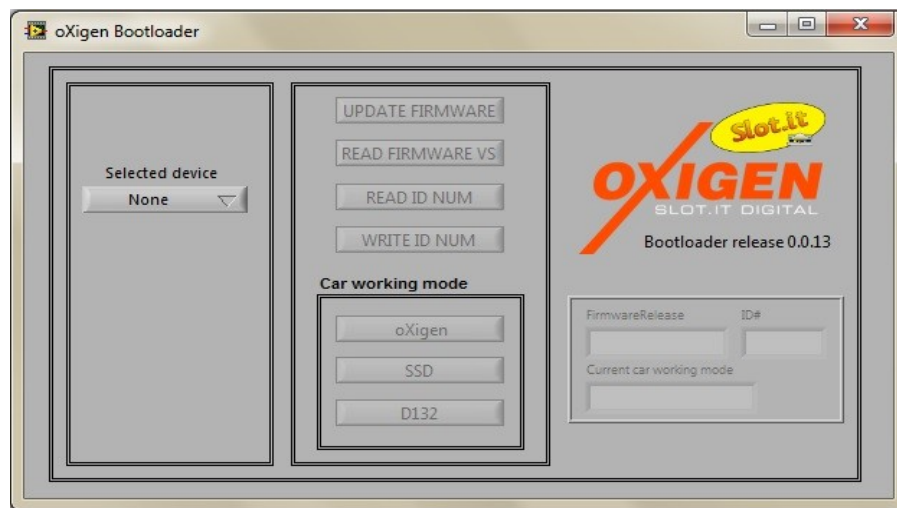 oXigen Bootloader
Selected device
None
UPDATE FIRMWARE
READ FIRMWARE VS
READ ID NUM
WRITE ID NUM
Car working mode
oXigen
SSD
D132
Slot.it
OXIGEN
SLOT.IT DIGITAL
Bootloader release 0.0.13
FirmwareRelease ID#
Current car working mode